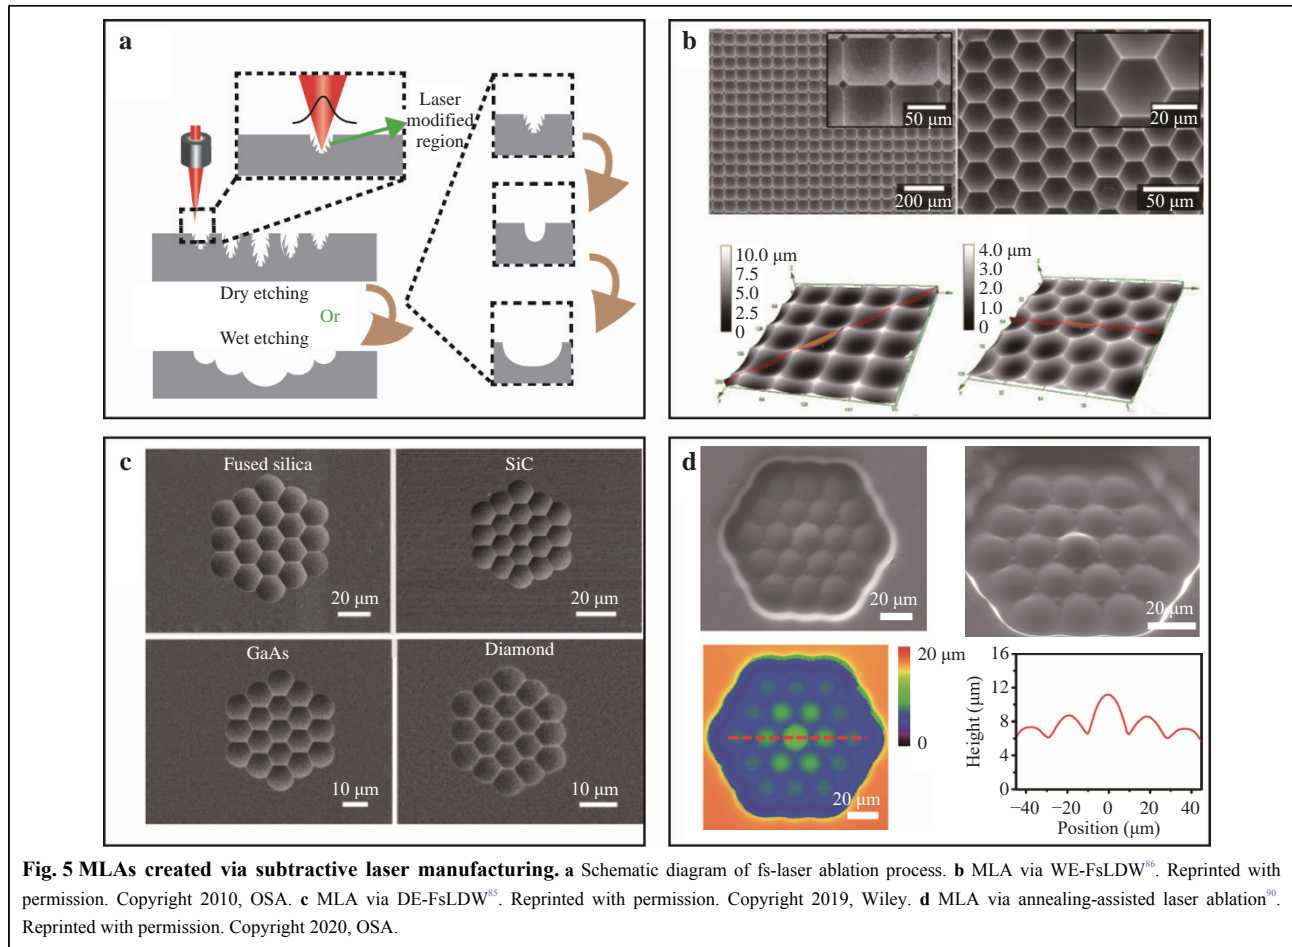 a
Laser
modified
region
Dry etching
Or
Wet etching
b
50 μm
200 μm
20 μm
50 μm
10.0 μm
7.5
5.0
2.5
0
4.0 μm
3.0
2.0
1.0
0
c
Fused silica
20 μm
SiC
20 μm
GaAs
10 μm
Diamond
10 μm
d
20 μm
20 μm
20 μm
0
20 μm
16
12
8
4
0
Height (μm)
−40 −20 0 20 40
Position (μm)
Fig. 5 MLAs created via subtractive laser manufacturing. a Schematic diagram of fs-laser ablation process. b MLA via WE-FsLDW86. Reprinted with
permission. Copyright 2010, OSA. c MLA via DE-FsLDW85. Reprinted with permission. Copyright 2019, Wiley. d MLA via annealing-assisted laser ablation90.
Reprinted with permission. Copyright 2020, OSA.